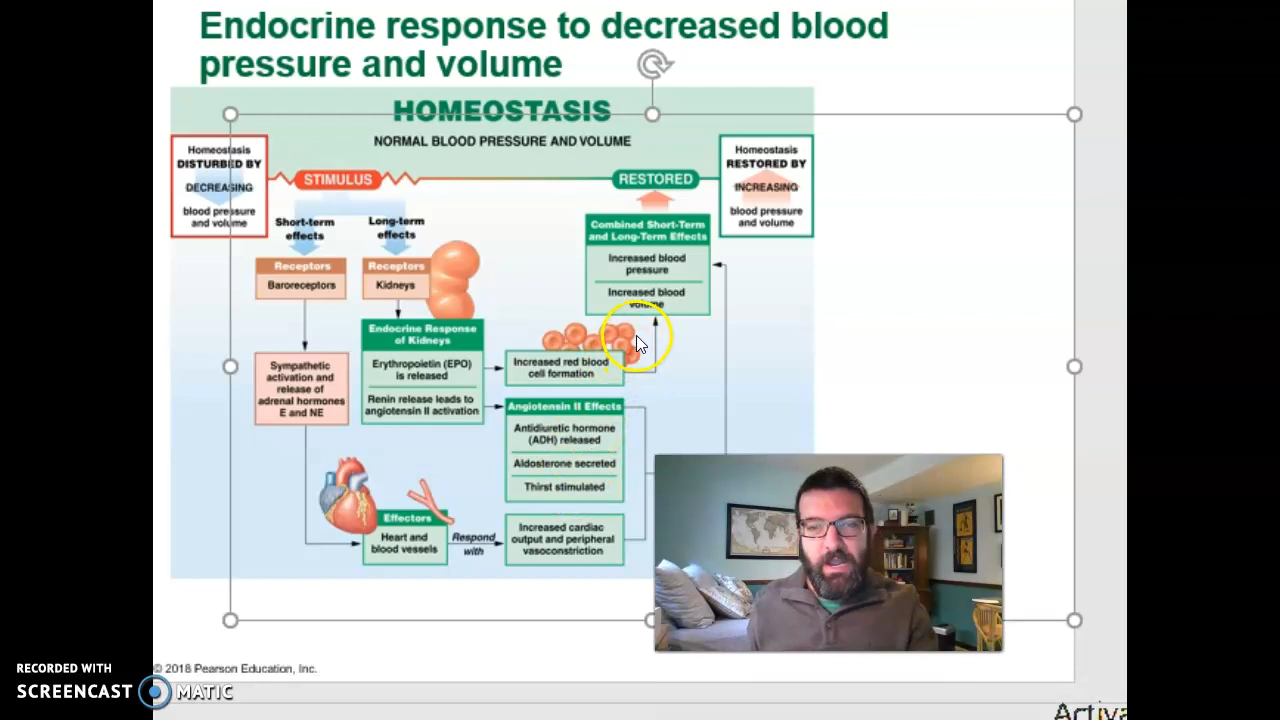 Endocrine response to decreased blood
pressure and volume
HOMEOSTASIS
NORMAL BLOOD PRESSURE AND VOLUME
Homeostasis
DISTURBED BY
DECREASING
blood pressure
and volume
STIMULUS
RESTORED
Homeostasis
RESTORED BY
INCREASING
blood pressure
and volume
Short-term
effects
Long-term
effects
Receptors
Baroreceptors
Receptors
Kidneys
Combined Short-Term
and Long-Term Effects
Increased blood
pressure
Increased blood
volume
Endocrine Response
of Kidneys
Erythropoietin (EPO)
is released
Renin release leads to
angiotensin II activation
Increased red blood
cell formation
Sympathetic
activation and
release of
adrenal hormones
E and NE
Angiotensin II Effects
Antidiuretic hormone
(ADH) released
Aldosterone secreted
Thirst stimulated
Effectors
Heart and
blood vessels
Respond
with
Increased cardiac
output and peripheral
vasoconstriction
© 2018 Pearson Education, Inc.
RECORDED WITH
SCREENCAST MATIC